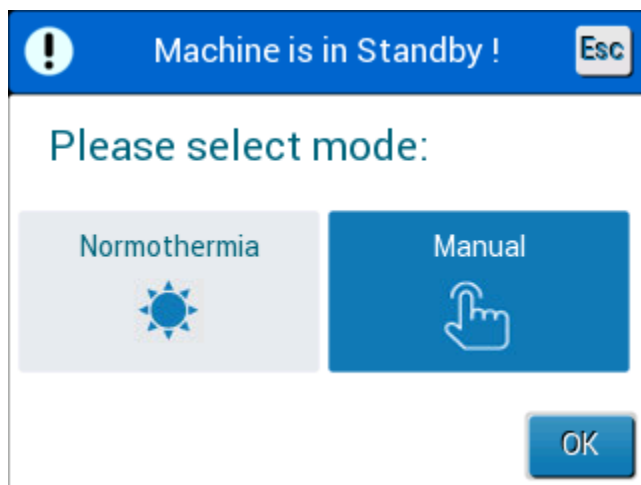 Machine is in Standby !
Esc
Please select mode:
Normothermia
Manual
OK